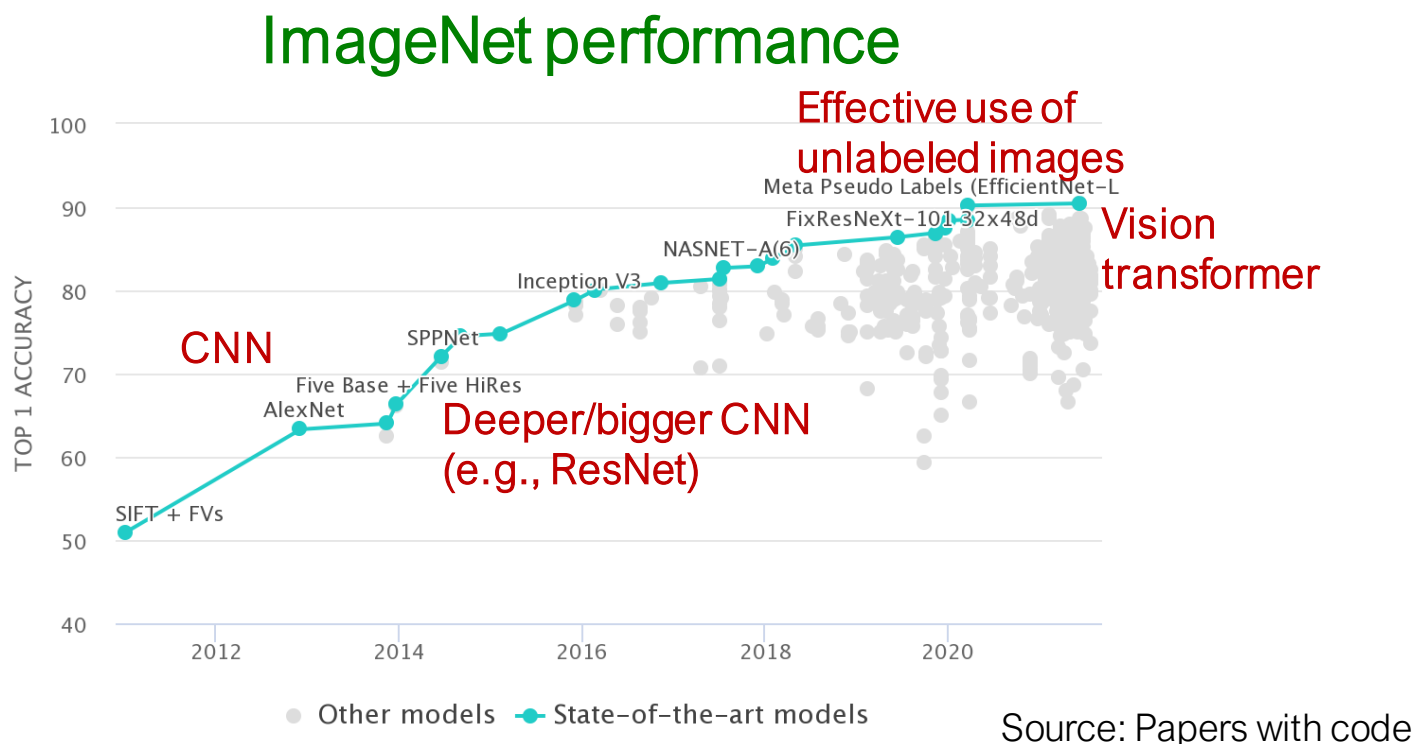 ImageNet performance
Effective use of
unlabeled images
100
Meta Pseudo Labels (EfficientNet-L
90
FixResNeXt-101 32x48d
Vision
transformer
NASNET-A(6)
80
Inception V3
TOP 1 ACCURACY
CNN
SPPNet
70
Five Base + Five HiRes
AlexNet
Deeper/bigger CNN
(e.g., ResNet)
60
SIFT + FVs
50
40
2012 2014 2016 2018 2020
Other models State-of-the-art models
Source: Papers with code